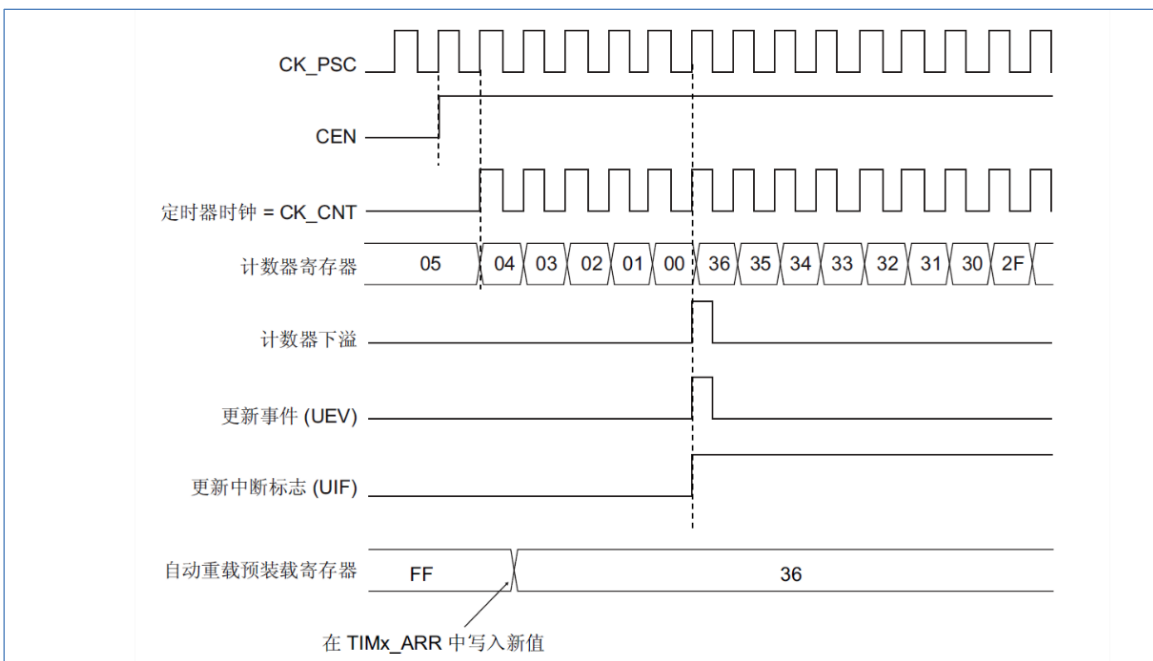 CK_PSC
CEN
定时器时钟 = CK_CNT
计数器寄存器 05 04 03 02 01 00 36 35 34 33 32 31 30 2F
计数器下溢
更新事件 (UEV)
更新中断标志 (UIF)
自动重载预装载寄存器 FF 36
在 TIMx_ARR 中写入新值